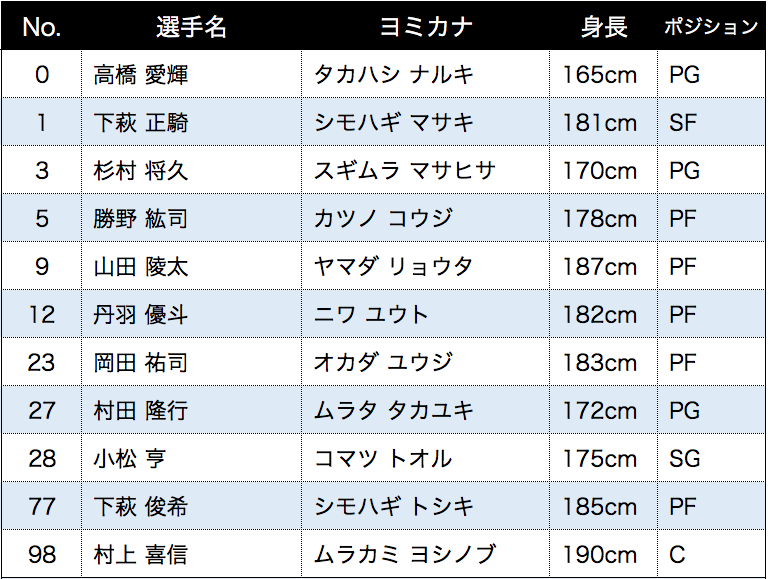 No. 選手名 ヨミカナ 身長 ポジション
0 高橋 愛輝 タカハシ ナルキ 165cm PG
1 下萩 正騎 シモハギ マサキ 181cm SF
3 杉村 将久 スギムラ マサヒサ 170cm PG
5 勝野 紘司 カツノ コウジ 178cm PF
9 山田 陵太 ヤマダ リョウタ 187cm PF
12 丹羽 優斗 ニワ ユウト 182cm PF
23 岡田 祐司 オカダ ユウジ 183cm PF
27 村田 隆行 ムラタ タカユキ 172cm PG
28 小松 亨 コマツ トオル 175cm SG
77 下萩 俊希 シモハギ トシキ 185cm PF
98 村上 喜信 ムラカミ ヨシノブ 190cm C